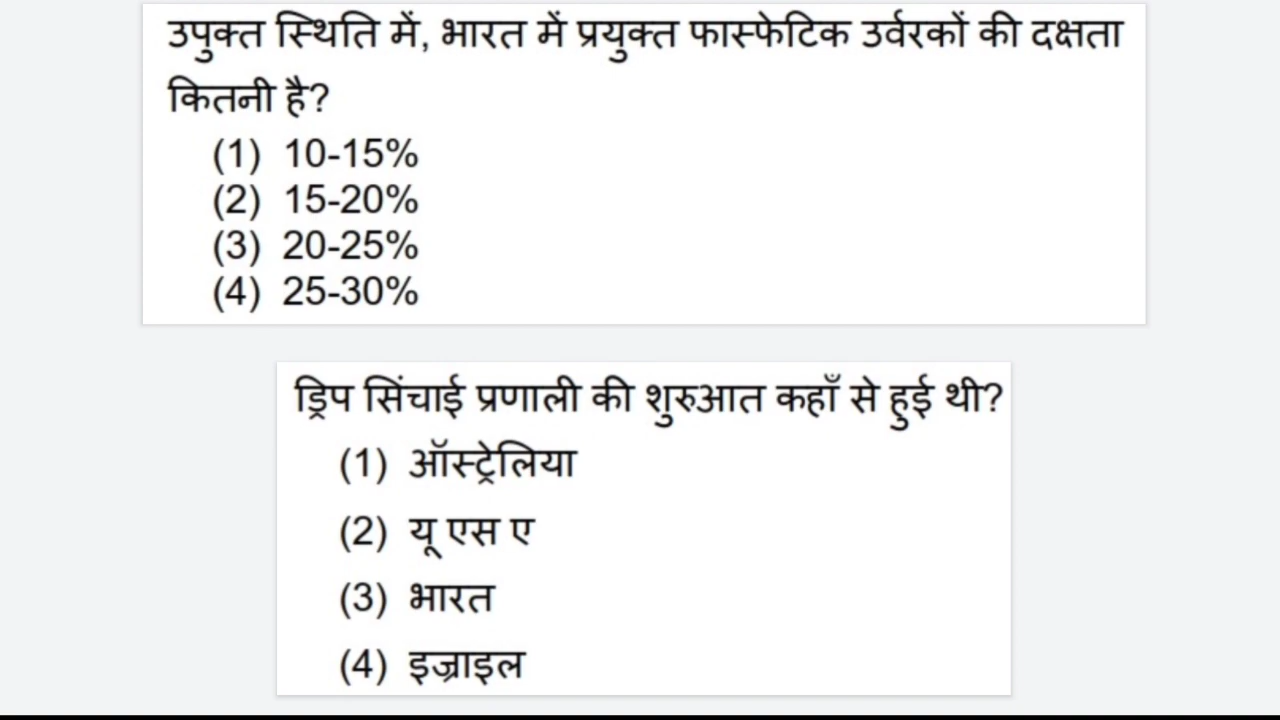 उपुक्त स्थिति में, भारत में प्रयुक्त फास्फेटिक उर्वरकों की दक्षता
कितनी है?
(1) 10-15%
(2) 15-20%
(3) 20-25%
(4) 25-30%
ड्रिप सिंचाई प्रणाली की शुरुआत कहाँ से हुई थी?
(1) ऑस्ट्रेलिया
(2) यू एस ए
(3) भारत
(4) इज़्राइल